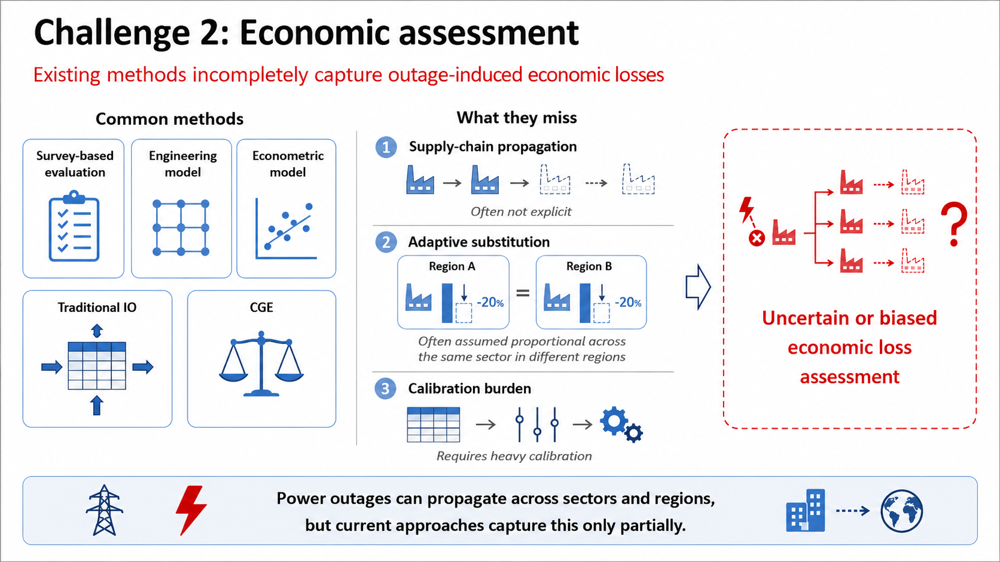 Challenge 2: Economic assessment
Existing methods incompletely capture outage-induced economic losses
Common methods
Survey-based
evaluation
Engineering
model
Econometric
model
Traditional IO
CGE
What they miss
1 Supply-chain propagation
Often not explicit
2 Adaptive substitution
Region A
-20%
=
Region B
-20%
Often assumed proportional across
the same sector in different regions
3 Calibration burden
Requires heavy calibration
?
Uncertain or biased
economic loss
assessment
Power outages can propagate across sectors and regions,
but current approaches capture this only partially.